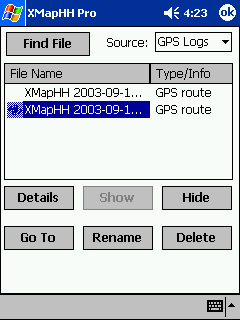 XMapHH Pro 4:23 ok
Find File Source: GPS Logs
File Name Type/Info
XMapHH 2003-09-1... GPS route
XMapHH 2003-09-1... GPS route
Details Show Hide
Go To Rename Delete